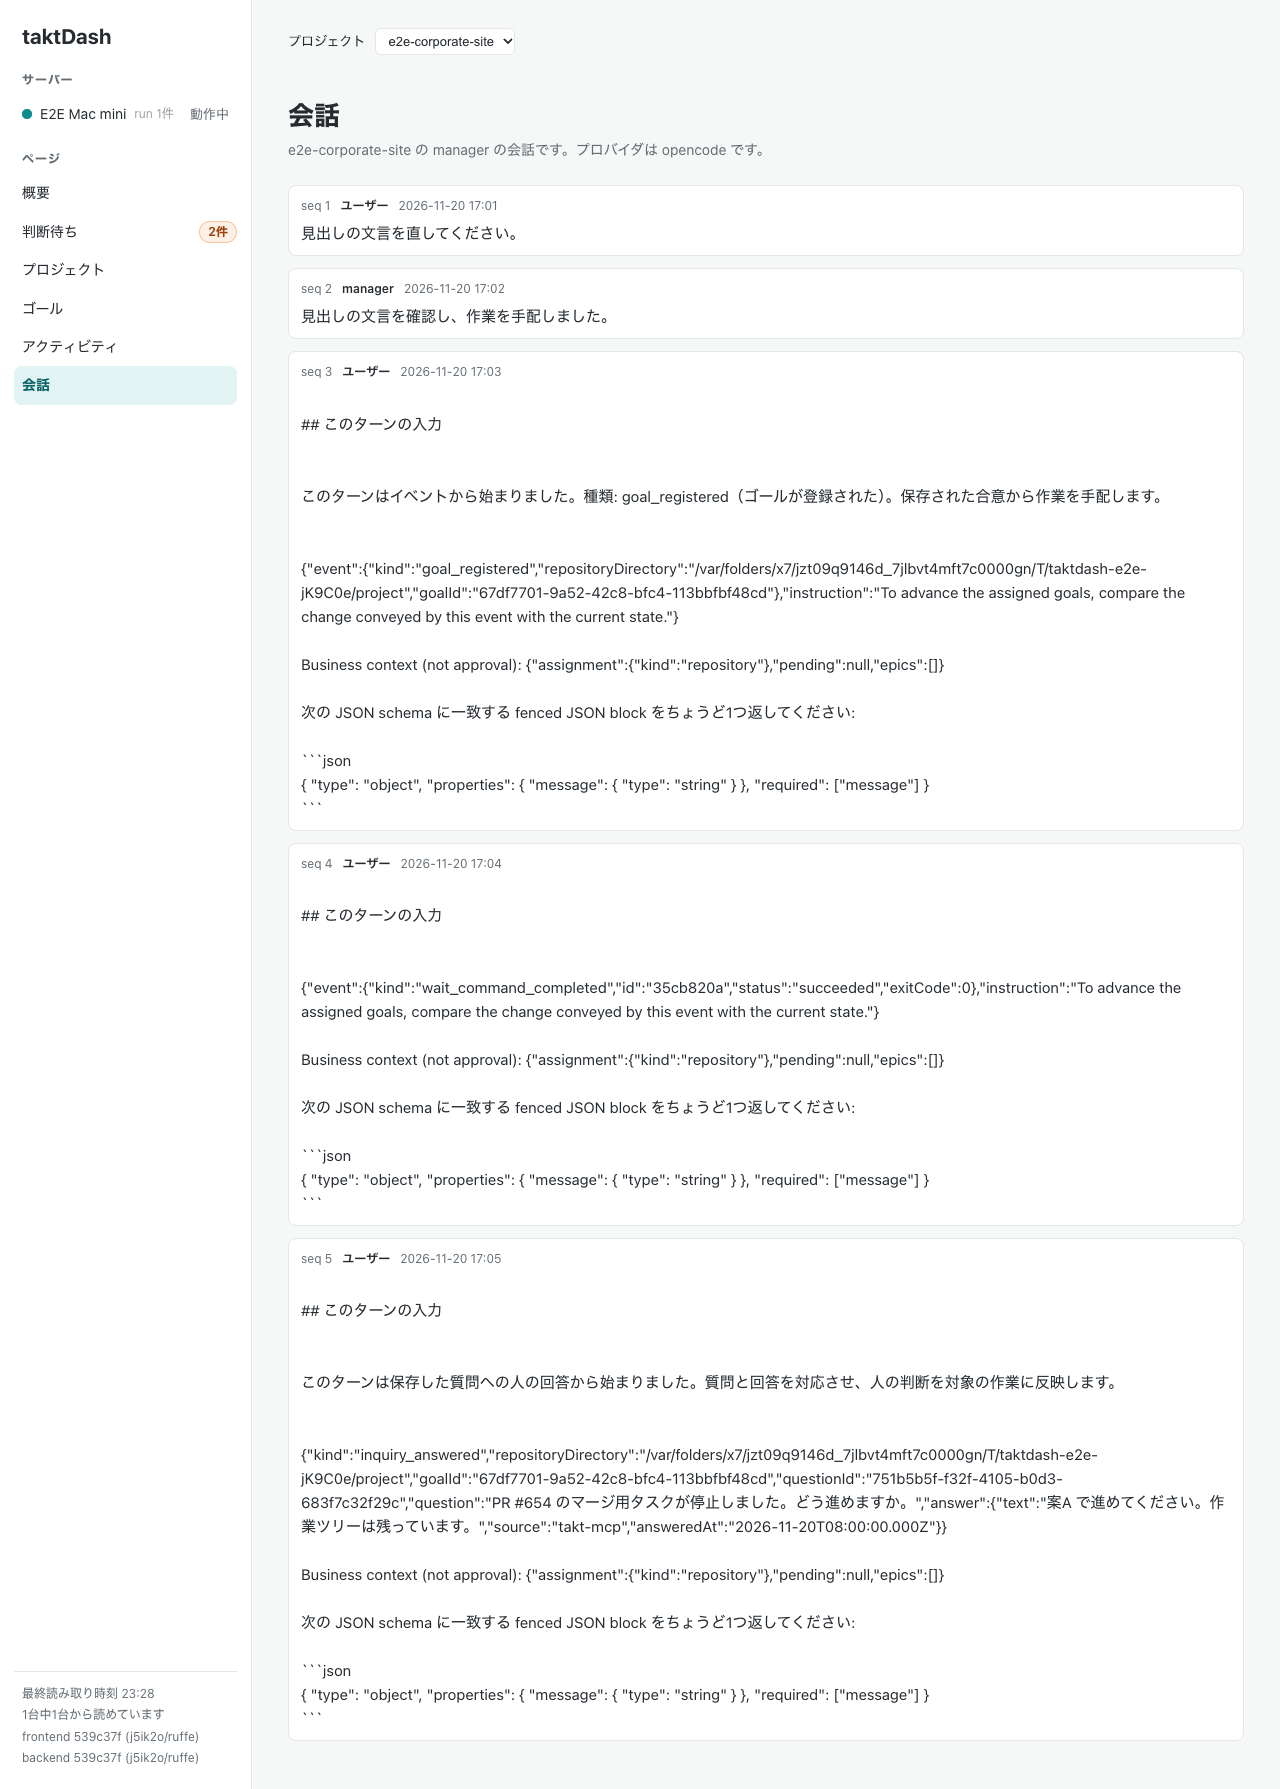 taktDash
サーバー
E2E Mac mini run 1件 動作中
ページ
概要
判断待ち 2件
プロジェクト
ゴール
アクティビティ
会話
最終読み取り時刻 23:28
1台中1台から読めています
frontend 539c37f (j5ik2o/ruffe)
backend 539c37f (j5ik2o/ruffe)
プロジェクト e2e-corporate-site
会話
e2e-corporate-site の manager の会話です。プロバイダは opencode です。
seq 1 ユーザー 2026-11-20 17:01
見出しの文言を直してください。
seq 2 manager 2026-11-20 17:02
見出しの文言を確認し、作業を手配しました。
seq 3 ユーザー 2026-11-20 17:03
## このターンの入力
このターンはイベントから始まりました。種類: goal_registered（ゴールが登録された）。保存された合意から作業を手配します。
{"event":{"kind":"goal_registered","repositoryDirectory":"/var/folders/x7/jzt09q9146d_7jlbvt4mft7c0000gn/T/taktdash-e2e-
jK9C0e/project","goalId":"67df7701-9a52-42c8-bfc4-113bbfbf48cd"},"instruction":"To advance the assigned goals, compare the
change conveyed by this event with the current state."}
Business context (not approval): {"assignment":{"kind":"repository"},"pending":null,"epics":[]}
次の JSON schema に一致する fenced JSON block をちょうど1つ返してください:
```json
{ "type": "object", "properties": { "message": { "type": "string" } }, "required": ["message"] }
```
seq 4 ユーザー 2026-11-20 17:04
## このターンの入力
{"event":{"kind":"wait_command_completed","id":"35cb820a","status":"succeeded","exitCode":0},"instruction":"To advance the
assigned goals, compare the change conveyed by this event with the current state."}
Business context (not approval): {"assignment":{"kind":"repository"},"pending":null,"epics":[]}
次の JSON schema に一致する fenced JSON block をちょうど1つ返してください:
```json
{ "type": "object", "properties": { "message": { "type": "string" } }, "required": ["message"] }
```
seq 5 ユーザー 2026-11-20 17:05
## このターンの入力
このターンは保存した質問への人の回答から始まりました。質問と回答を対応させ、人の判断を対象の作業に反映します。
{"kind":"inquiry_answered","repositoryDirectory":"/var/folders/x7/jzt09q9146d_7jlbvt4mft7c0000gn/T/taktdash-e2e-
jK9C0e/project","goalId":"67df7701-9a52-42c8-bfc4-113bbfbf48cd","questionId":"751b5b5f-f32f-4105-b0d3-
683f7c32f29c","question":"PR #654 のマージ用タスクが停止しました。どう進めますか。","answer":{"text":"案A で進めてください。作
業ツリーは残っています。","source":"takt-mcp","answeredAt":"2026-11-20T08:00:00.000Z"}}
Business context (not approval): {"assignment":{"kind":"repository"},"pending":null,"epics":[]}
次の JSON schema に一致する fenced JSON block をちょうど1つ返してください:
```json
{ "type": "object", "properties": { "message": { "type": "string" } }, "required": ["message"] }
```